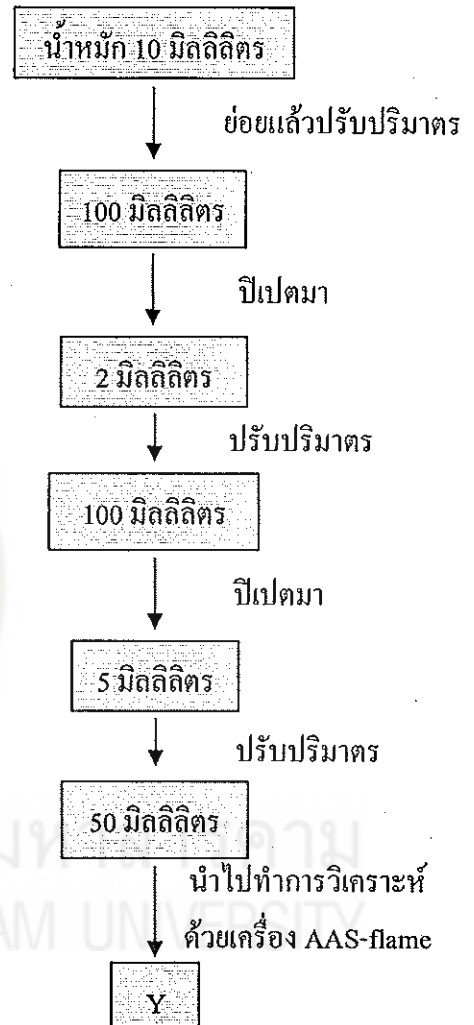 น้ำหมัก 10 มิลลิลิตร
ย่อยแล้วปรับปริมาตร
100 มิลลิลิตร
ปีเปตมา
2 มิลลิลิตร
ปรับปริมาตร
100 มิลลิลิตร
ปีเปตมา
5 มิลลิลิตร
ปรับปริมาตร
50 มิลลิลิตร
นำไปทำการวิเคราะห์
ด้วยเครื่อง AAS-flame
Y